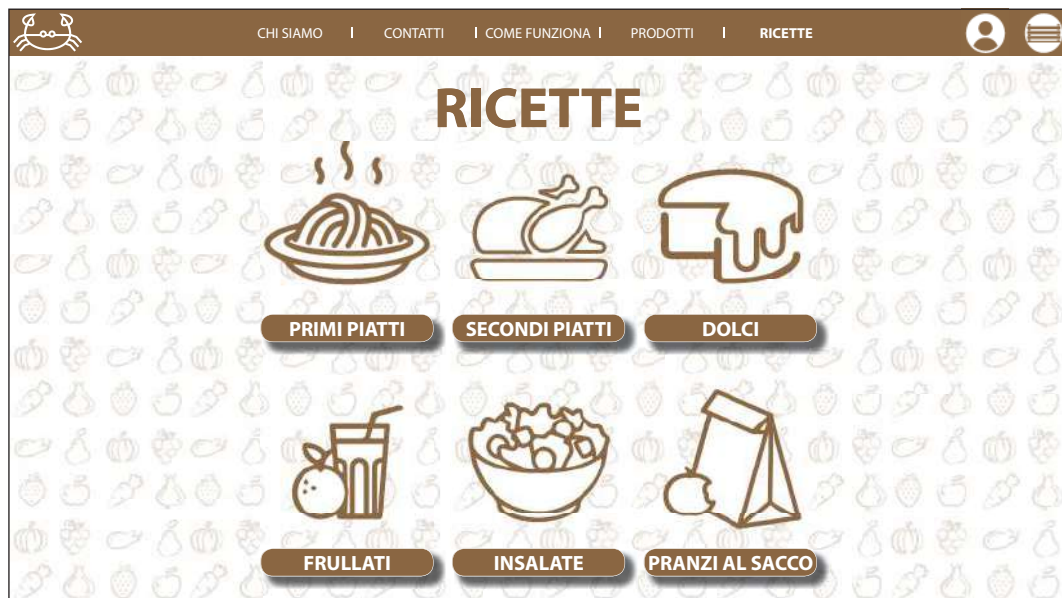 CHI SIAMO I CONTATTI I COME FUNZIONA I PRODOTTI I RICETTE
RICETTE
PRIMI PIATTI SECONDI PIATTI DOLCI
FRULLATI INSALATE PRANZI AL SACCO